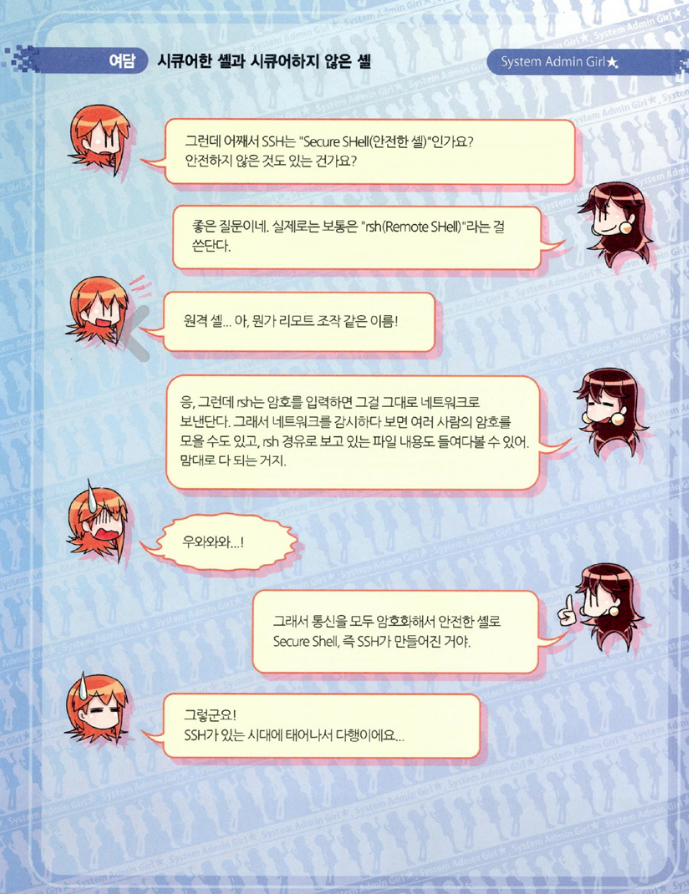 여담 시큐어한 셸과 시큐어하지 않은 셸
System Admin Girl★
그런데 어째서 SSH는 "Secure SHell(안전한 셸)"인가요?
안전하지 않은 것도 있는 건가요?
좋은 질문이네. 실제로는 보통은 "rsh(Remote SHell)"라는 걸
쓴단다.
원격 셸... 아, 뭔가 리모트 조작 같은 이름!
응, 그런데 rsh는 암호를 입력하면 그걸 그대로 네트워크로
보낸단다. 그래서 네트워크를 감시하다 보면 여러 사람의 암호를
모을 수도 있고, rsh 경유로 보고 있는 파일 내용도 들여다볼 수 있어.
맘대로 다 되는 거지.
우와와와...!
그래서 통신을 모두 암호화해서 안전한 셸로
Secure Shell, 즉 SSH가 만들어진 거야.
그렇군요!
SSH가 있는 시대에 태어나서 다행이에요...